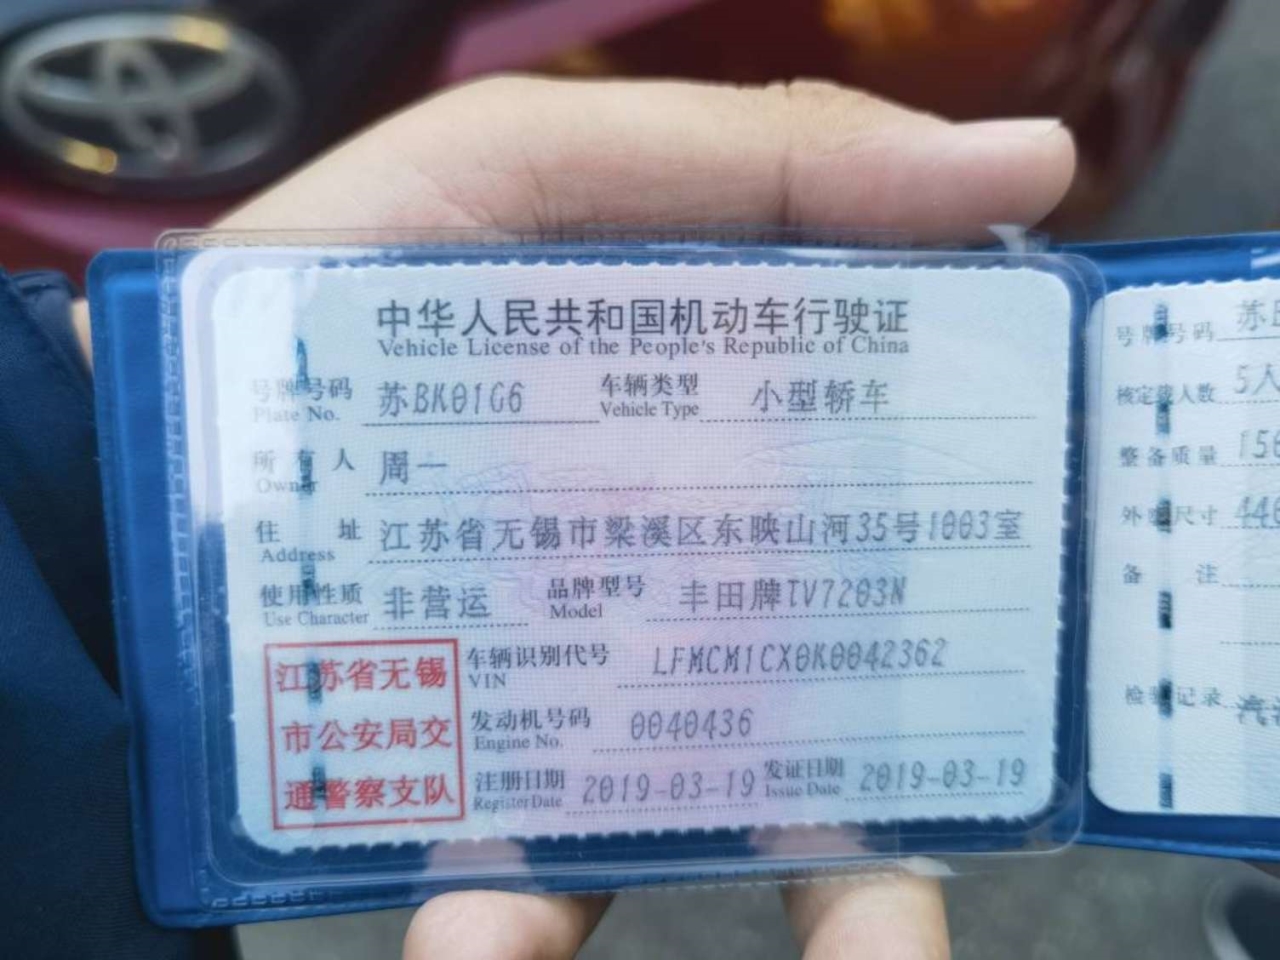 中华人民共和国机动车行驶证
Vehicle License of the People's Republic of China
号牌号码 苏BK01G6 车辆类型 小型轿车
Plate No. Vehicle Type
所有人 周一
Owner
住址 江苏省无锡市梁溪区东映山河35号1003室
Address
使用性质 非营运 品牌型号 丰田牌TV7203N
Use Character Model
江苏省无锡
市公安局交
通警察支队
车辆识别代号 LFMCM1CX0K0042362
VIN
发动机号码 0040436
Engine No.
注册日期 2019-03-19 发证日期 2019-03-19
Register Date Issue Date
号牌号码 苏
核定载人数 5人
整备质量 156
外廓尺寸 446
备注
检验记录